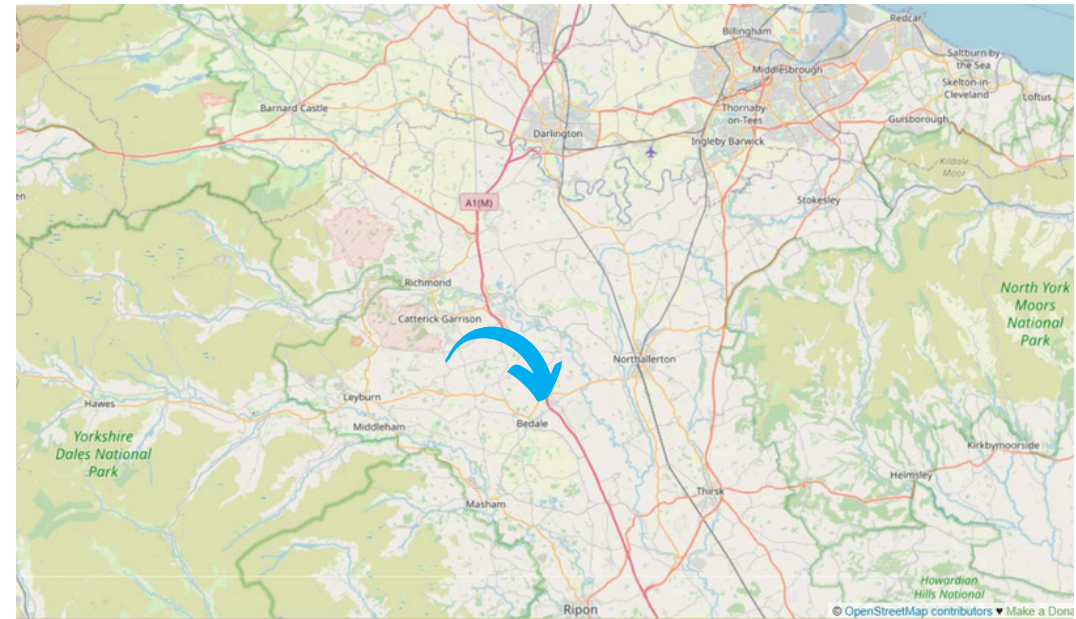 Redcar
Billingham
Saltburn-by-
the Sea
Middlesbrough
Skelton-in-
Cleveland
Loftus
Barnard Castle
Thornaby-
on-Tees
Guisborough
Darlington
Ingleby Barwick
Kildale
Moor
en
A1(M)
Stokesley
Richmond
North York
Moors
National
Park
Catterick Garrison
Northallerton
Leyburn
Hawes
Bedale
Middleham
Yorkshire
Dales National
Park
Kirkbymoorside
Helmsley
Thirsk
Masham
Howardian
Hills National
Ripon
© OpenStreetMap contributors ♥ Make a Dona